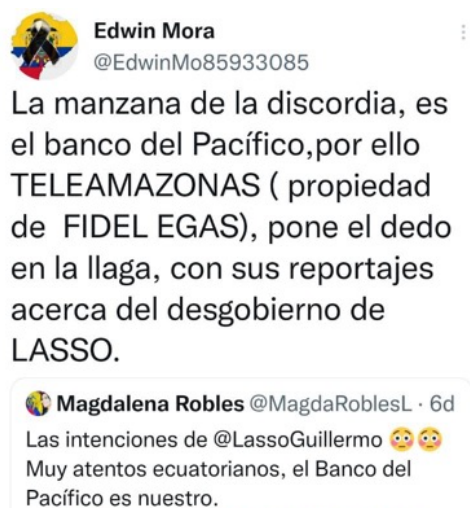 Edwin Mora
@EdwinMo85933085
La manzana de la discordia, es
el banco del Pacífico,por ello
TELEAMAZONAS ( propiedad
de FIDEL EGAS), pone el dedo
en la llaga, con sus reportajes
acerca del desgobierno de
LASSO.
Magdalena Robles @MagdaRoblesL · 6d
Las intenciones de @LassoGuillermo 😳😳
Muy atentos ecuatorianos, el Banco del
Pacífico es nuestro.